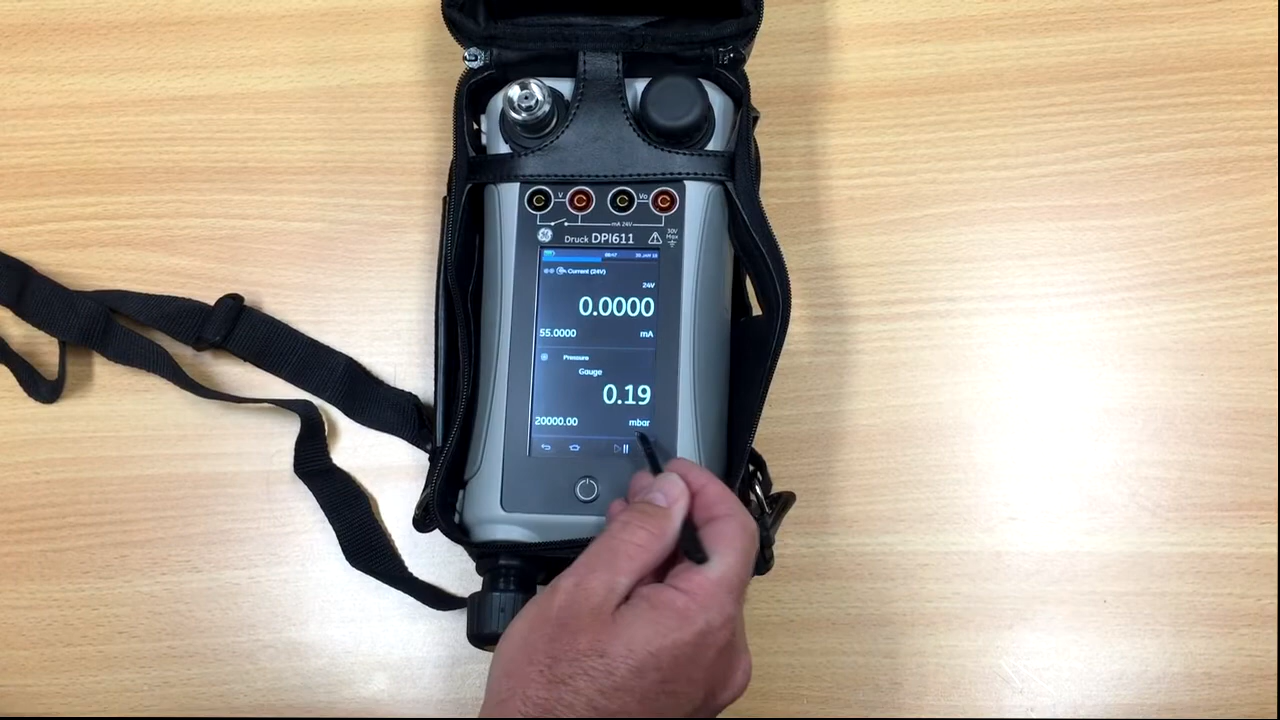 V Vo
mA 24V
30V
Max
Druck DPI611
Current (24V)
24V
0.0000
55.0000 mA
Pressure
Gauge
0.19
20000.00 mbar